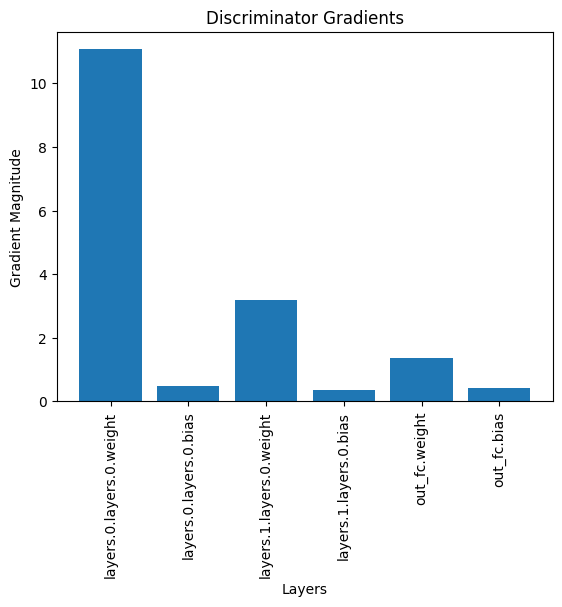 Discriminator Gradients
Gradient Magnitude
10
8
6
4
2
0
layers.0.layers.0.weight
layers.0.layers.0.bias
layers.1.layers.0.weight
layers.1.layers.0.bias
out_fc.weight
out_fc.bias
Layers